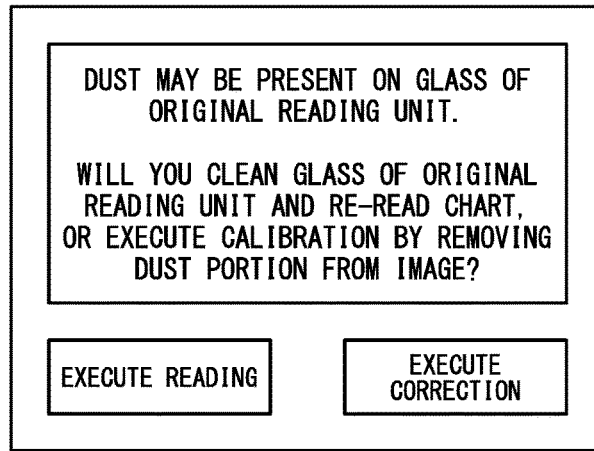 DUST MAY BE PRESENT ON GLASS OF
ORIGINAL READING UNIT.
WILL YOU CLEAN GLASS OF ORIGINAL
READING UNIT AND RE-READ CHART,
OR EXECUTE CALIBRATION BY REMOVING
DUST PORTION FROM IMAGE?
EXECUTE READING
EXECUTE
CORRECTION